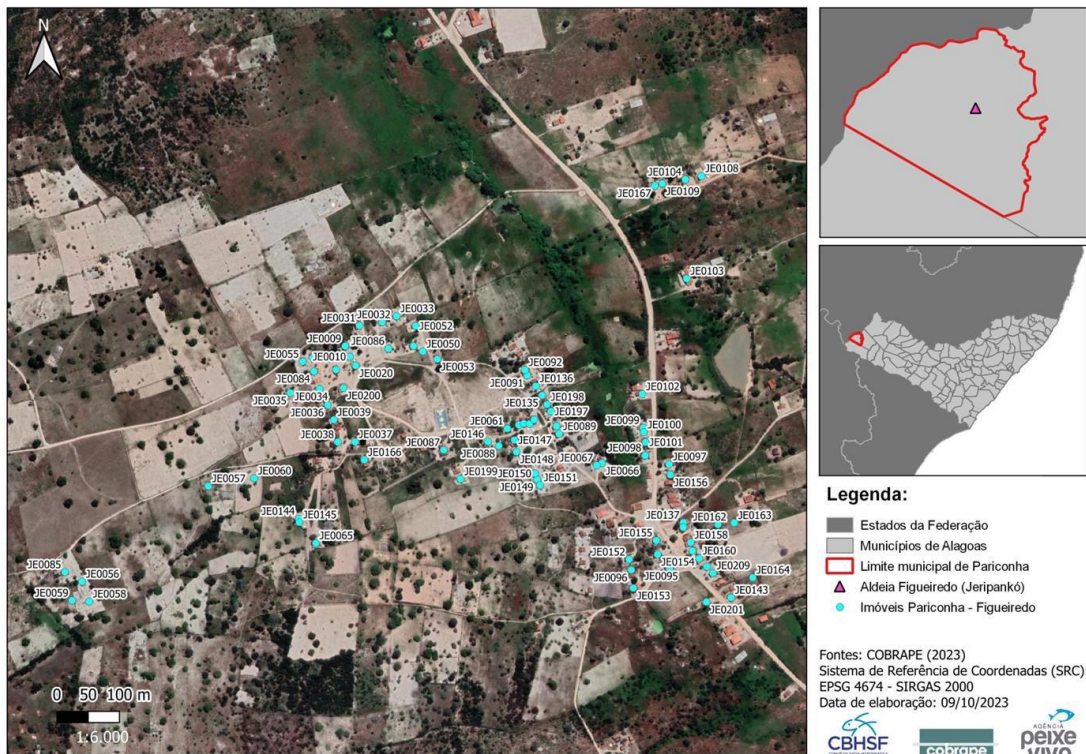 N
JE0104
JE0108
JE0167
JE0109
JE0103
JE0033
JE0031
JE0032
JE0052
JE0009
JE0086
JE0050
JE0055
JE0010
JE0053
JE0020
JE0084
JE0092
JE0091
JE0136
JE0102
JE0034
JE0200
JE0035
JE0135
JE0198
JE0036
JE0039
JE0197
JE0061
JE0099
JE0100
JE0089
JE0038
JE0037
JE0087
JE0146
JE0147
JE0098
JE0101
JE0166
JE0088
JE0148
JE0067
JE0066
JE0097
JE0060
JE0057
JE0199
JE0150
JE0151
JE0149
JE0156
JE0144
JE0145
JE0137
JE0162
JE0163
JE0065
JE0155
JE0158
JE0152
JE0154
JE0160
JE0085
JE0056
JE0096
JE0095
JE0209
JE0164
JE0059
JE0058
JE0153
JE0143
JE0201
0 50 100 m
1:6.000
Legenda:
Estados da Federação
Municípios de Alagoas
Limite municipal de Pariconha
Aldeia Figueiredo (Jeripankó)
Imóveis Pariconha - Figueiredo
Fontes: COBRAPE (2023)
Sistema de Referência de Coordenadas (SRC)
EPSG 4674 - SIRGAS 2000
Data de elaboração: 09/10/2023
CBHSF
cobrape
AGÊNCIA
peixe
vivo